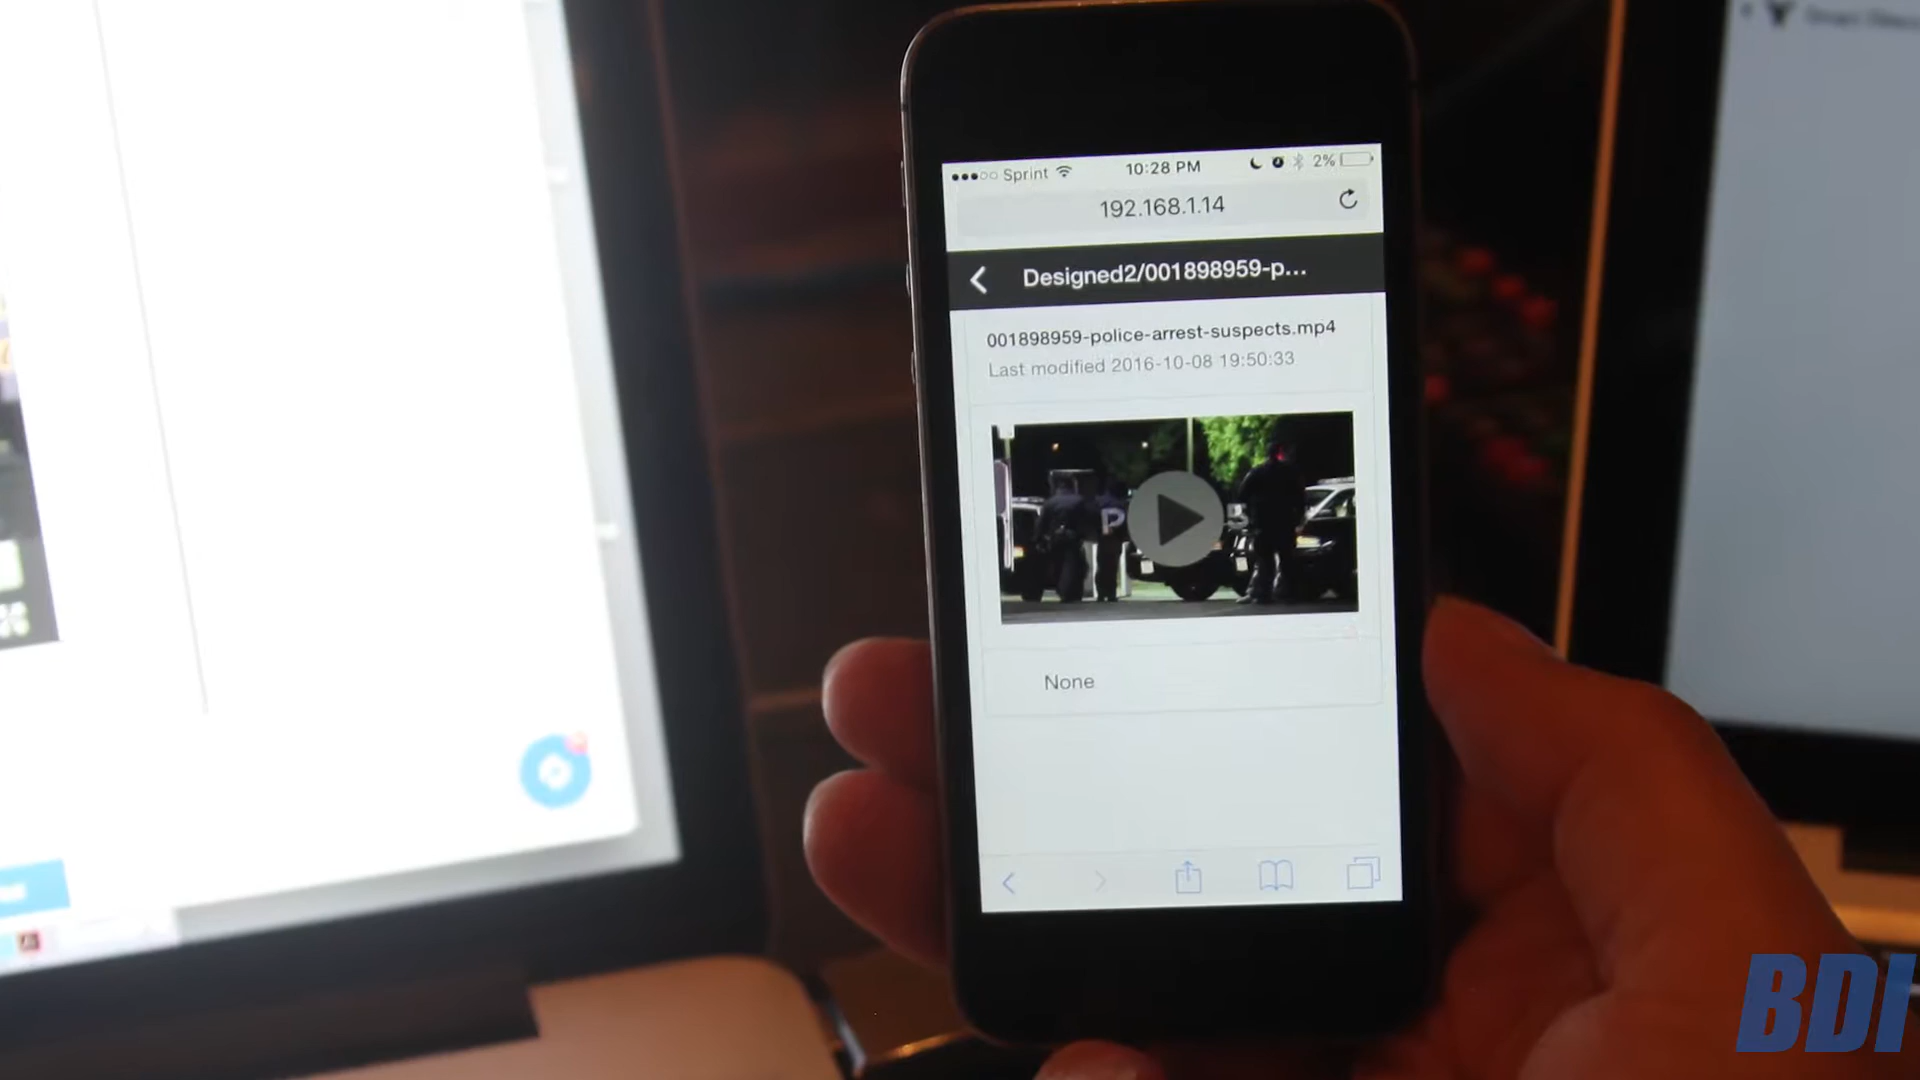 Sprint 10:28 PM 2%
192.168.1.14
Designed2/001898959-p...
001898959-police-arrest-suspects.mp4
Last modified 2016-10-08 19:50:33
None
BDI